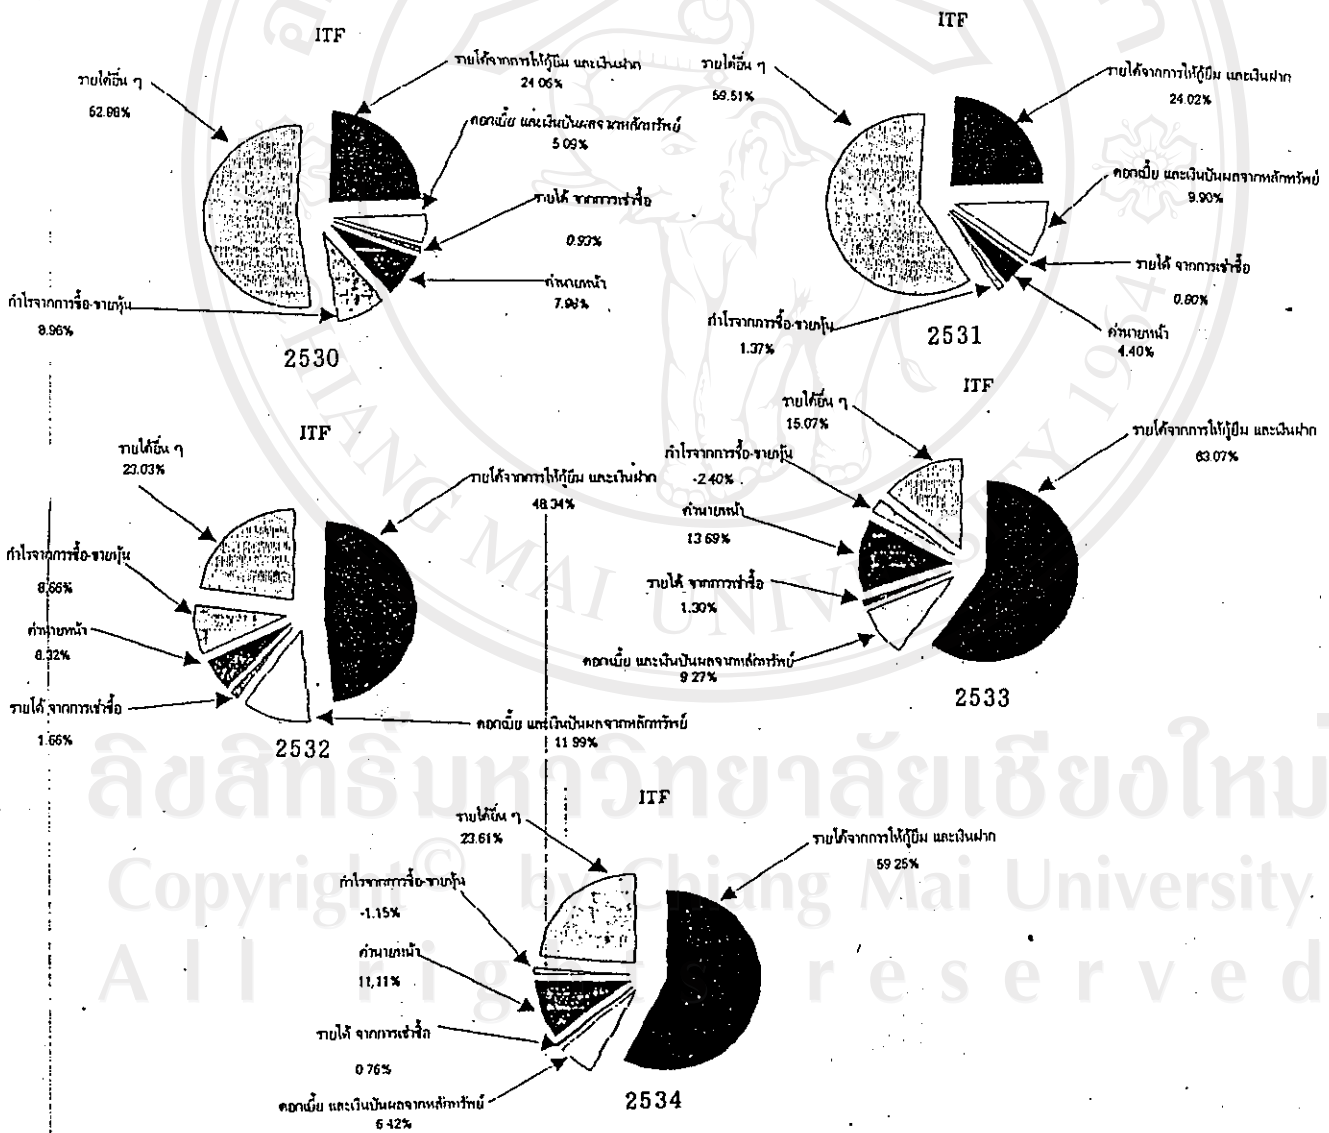 ITF
รายได้จากการให้กู้ยืม และเงินฝาก
24.06%
รายได้อื่น ๆ
52.98%
ดอกเบี้ย และเงินปันผลจากหลักทรัพย์
5.09%
รายได้ จากการเช่าซื้อ
0.93%
ค่านายหน้า
7.98%
กำไรจากการซื้อ-ขายหุ้น
8.96%
2530
ITF
รายได้อื่น ๆ
59.51%
รายได้จากการให้กู้ยืม และเงินฝาก
24.02%
ดอกเบี้ย และเงินปันผลจากหลักทรัพย์
9.90%
รายได้ จากการเช่าซื้อ
0.80%
ค่านายหน้า
4.40%
กำไรจากการซื้อ-ขายหุ้น
1.37%
2531
ITF
รายได้อื่น ๆ
23.03%
รายได้จากการให้กู้ยืม และเงินฝาก
48.34%
กำไรจากการซื้อ-ขายหุ้น
8.66%
ค่านายหน้า
8.32%
รายได้ จากการเช่าซื้อ
1.66%
ดอกเบี้ย และเงินปันผลจากหลักทรัพย์
11.99%
2532
ITF
รายได้อื่น ๆ
15.07%
รายได้จากการให้กู้ยืม และเงินฝาก
63.07%
กำไรจากการซื้อ-ขายหุ้น
-2.40%
ค่านายหน้า
13.69%
รายได้ จากการเช่าซื้อ
1.30%
ดอกเบี้ย และเงินปันผลจากหลักทรัพย์
9.27%
2533
ITF
รายได้อื่น ๆ
23.61%
รายได้จากการให้กู้ยืม และเงินฝาก
59.25%
กำไรจากการซื้อ-ขายหุ้น
-1.15%
ค่านายหน้า
11.11%
รายได้ จากการเช่าซื้อ
0.76%
ดอกเบี้ย และเงินปันผลจากหลักทรัพย์
6.42%
2534
CHIANG MAI UNIVERSITY 1964
ลิขสิทธิ์มหาวิทยาลัยเชียงใหม่
Copyright© by Chiang Mai University
All rights reserved